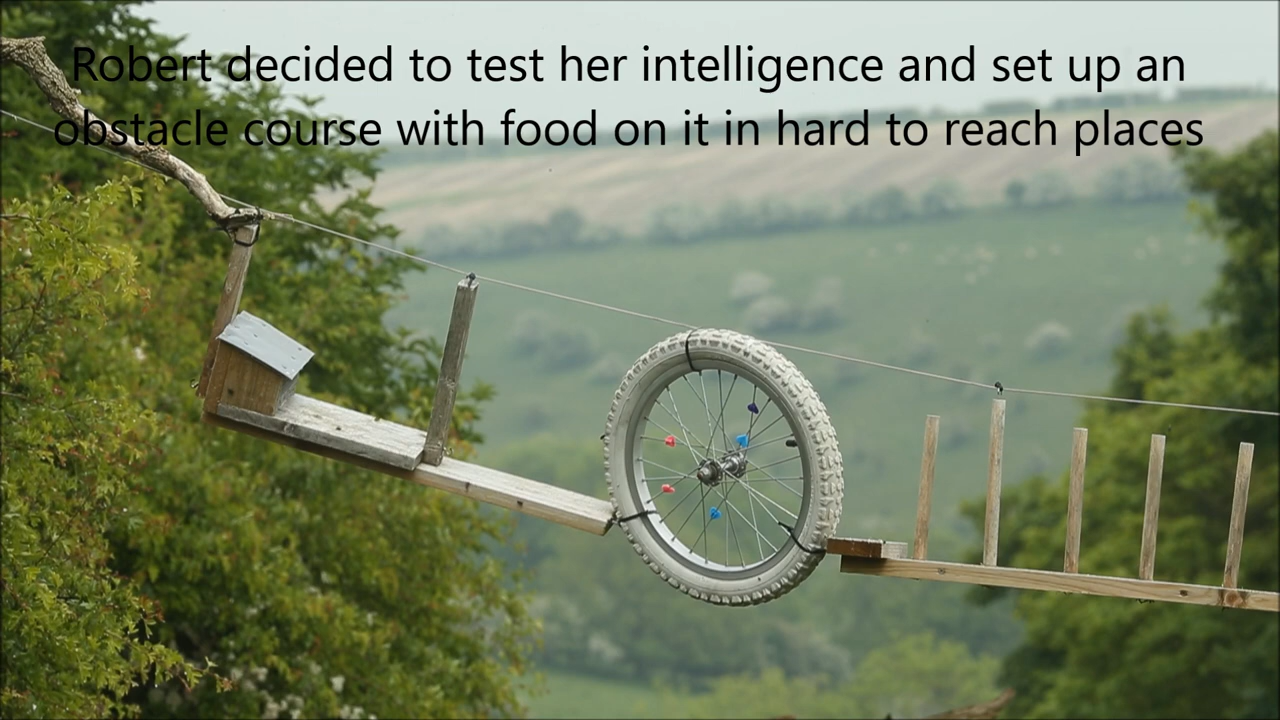 Robert decided to test her intelligence and set up an
obstacle course with food on it in hard to reach places